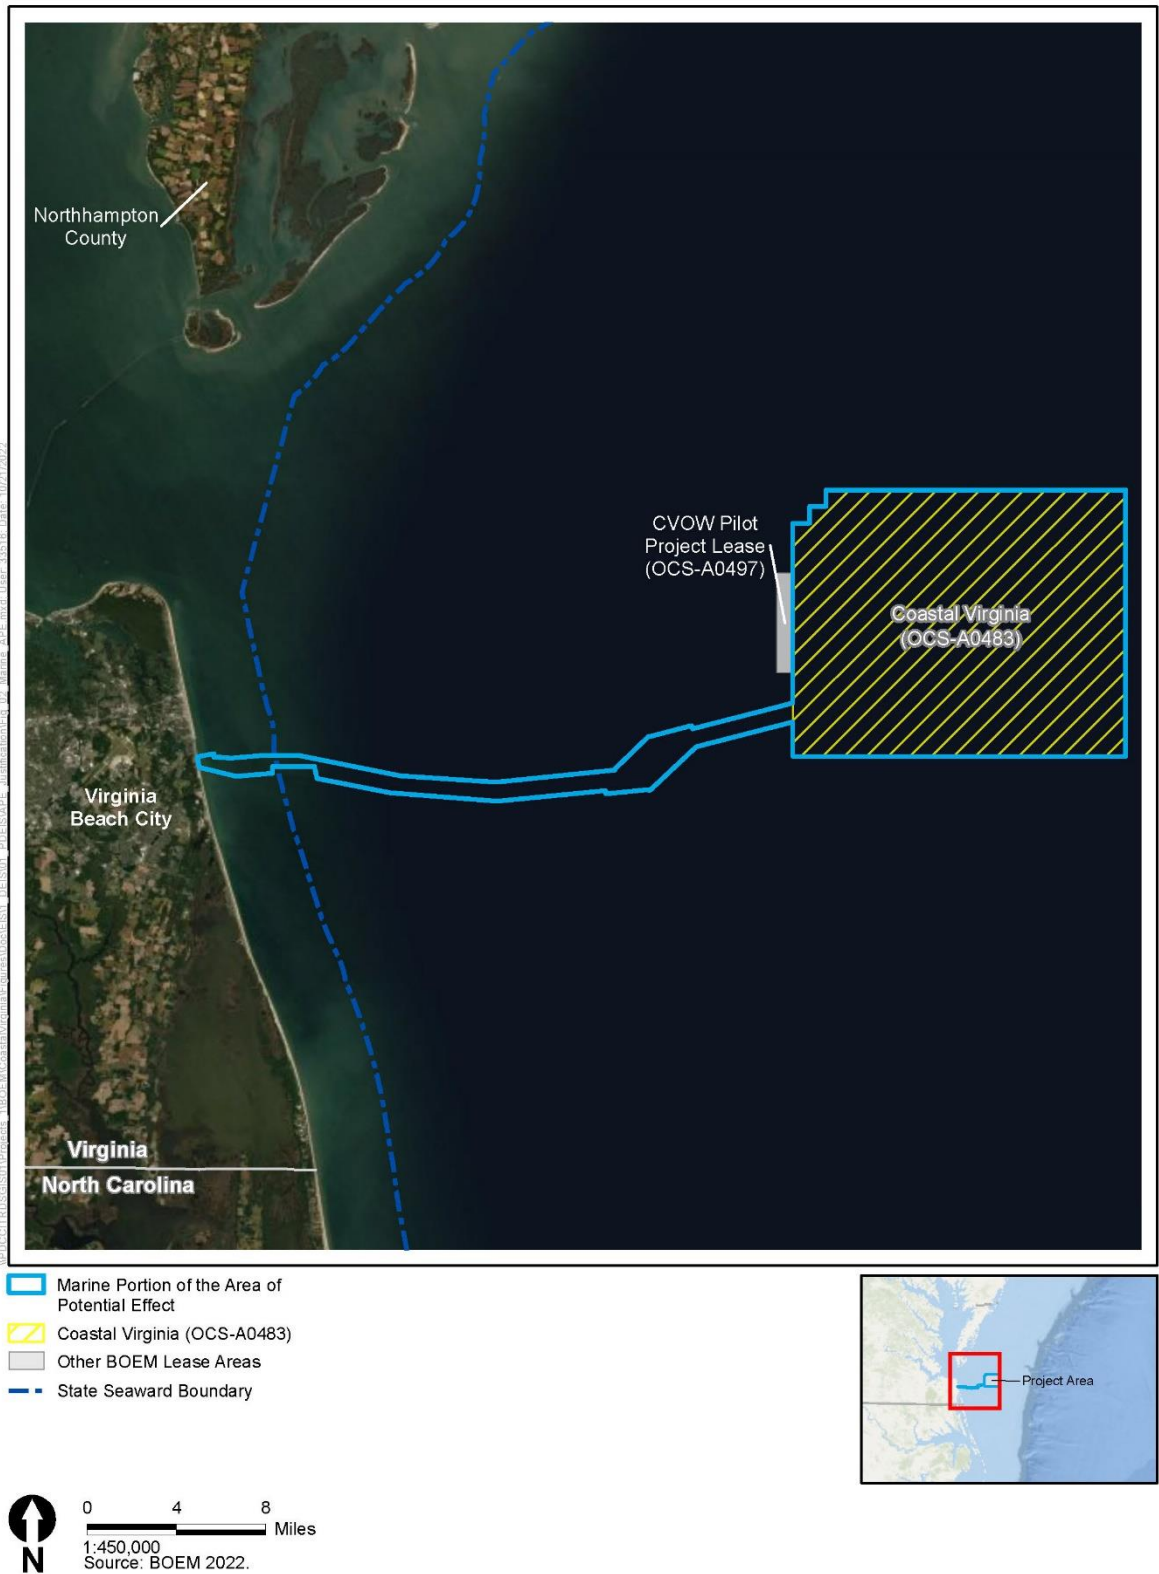 Northhampton
County
CVOW Pilot
Project Lease
(OCS-A0497)
Coastal Virginia
(OCS-A0483)
Virginia
Beach City
Virginia
North Carolina
Marine Portion of the Area of
Potential Effect
Coastal Virginia (OCS-A0483)
Other BOEM Lease Areas
State Seaward Boundary
Project Area
N
0 4 8
Miles
1:450,000
Source: BOEM 2022.